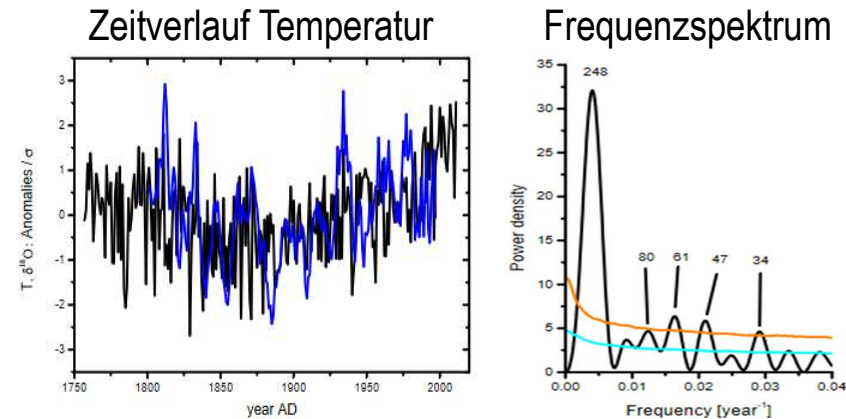 Zeitverlauf Temperatur
Frequenzspektrum
T, δ¹⁸O: Anomalies / σ
3
2
1
0
-1
-2
-3
1750 1800 1850 1900 1950 2000
year AD
Power density
35
30
25
20
15
10
5
0
248
80 61 47 34
0.00 0.01 0.02 0.03 0.04
Frequency [year⁻¹]